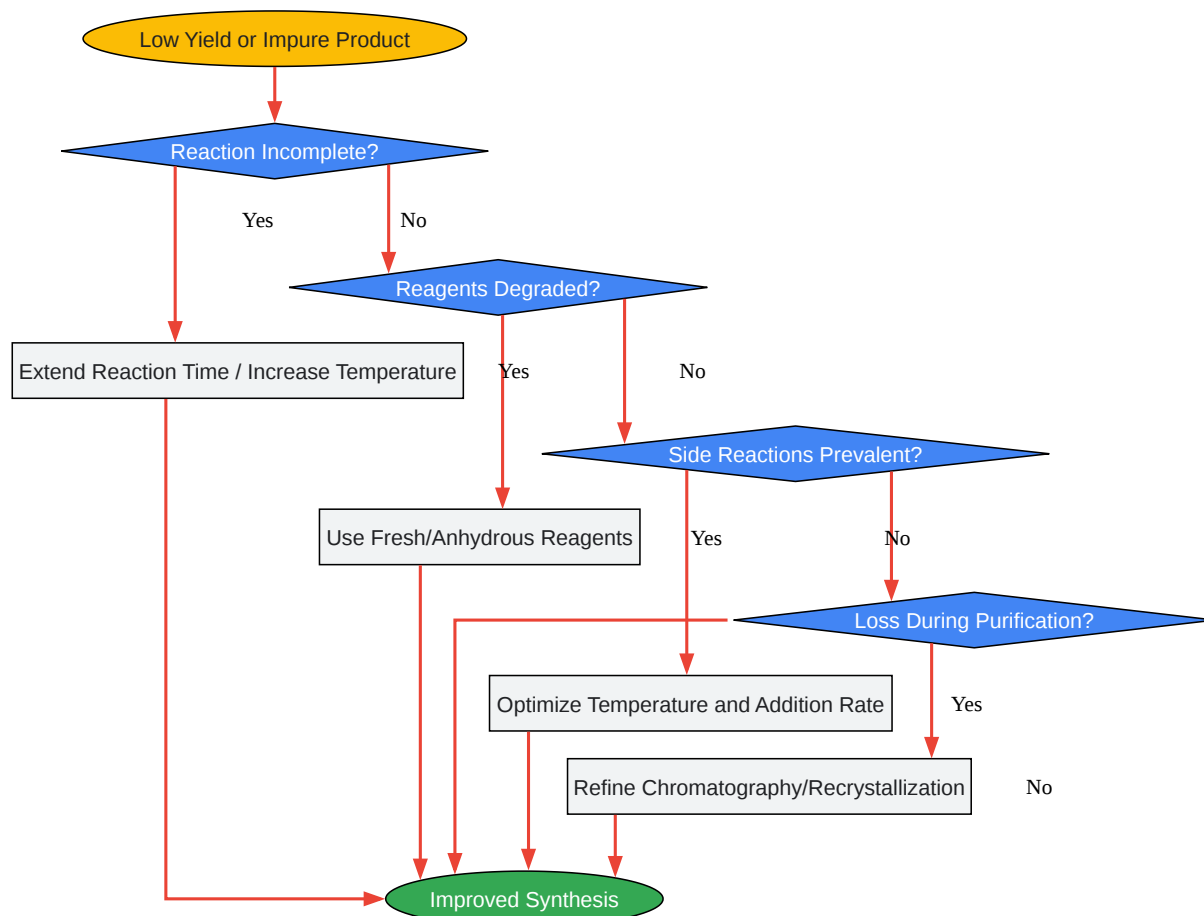 Low Yield or Impure Product
Reaction Incomplete?
Yes
No
Reagents Degraded?
Extend Reaction Time / Increase Temperature
Yes
No
Side Reactions Prevalent?
Use Fresh/Anhydrous Reagents
Yes
No
Loss During Purification?
Optimize Temperature and Addition Rate
Yes
Refine Chromatography/Recrystallization
No
Improved Synthesis